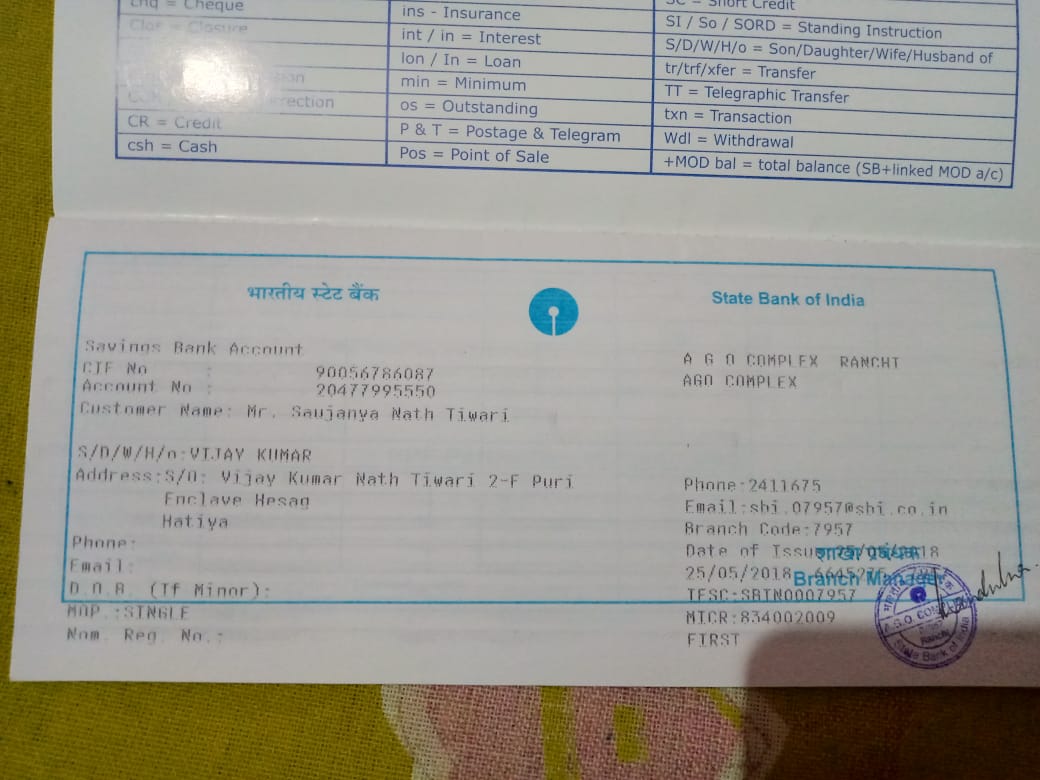 Chq = Cheque
Clos = Closure
CR = Credit
csh = Cash
ins - Insurance
int / in = Interest
lon / In = Loan
min = Minimum
os = Outstanding
P & T = Postage & Telegram
Pos = Point of Sale
SC = Short Credit
SI / So / SORD = Standing Instruction
S/D/W/H/o = Son/Daughter/Wife/Husband of
tr/trf/xfer = Transfer
TT = Telegraphic Transfer
txn = Transaction
Wdl = Withdrawal
+MOD bal = total balance (SB+linked MOD a/c)
भारतीय स्टेट बैंक
State Bank of India
Savings Bank Account
CIF No : 90056786087
Account No : 20477995550
Customer Name: Mr. Saujanya Nath Tiwari
S/D/W/H/o:VIJAY KUMAR
Address:S/O: Vijay Kumar Nath Tiwari 2-F Puri
Enclave Hesag
Hatiya
Phone:
Email:
D.O.B. (If Minor):
MOP.:SINGLE
Nom. Reg. No.:
A G O COMPLEX RANCHI
AGO COMPLEX
Phone:2411675
Email:sbi.07957@sbi.co.in
Branch Code:7957
Date of Issue 25/05/2018
शाखा प्रबंधक
25/05/2018
Branch Manager
IFSC:SBIN0007957
MICR:834002009
FIRST
Ranchi
State Bank of India